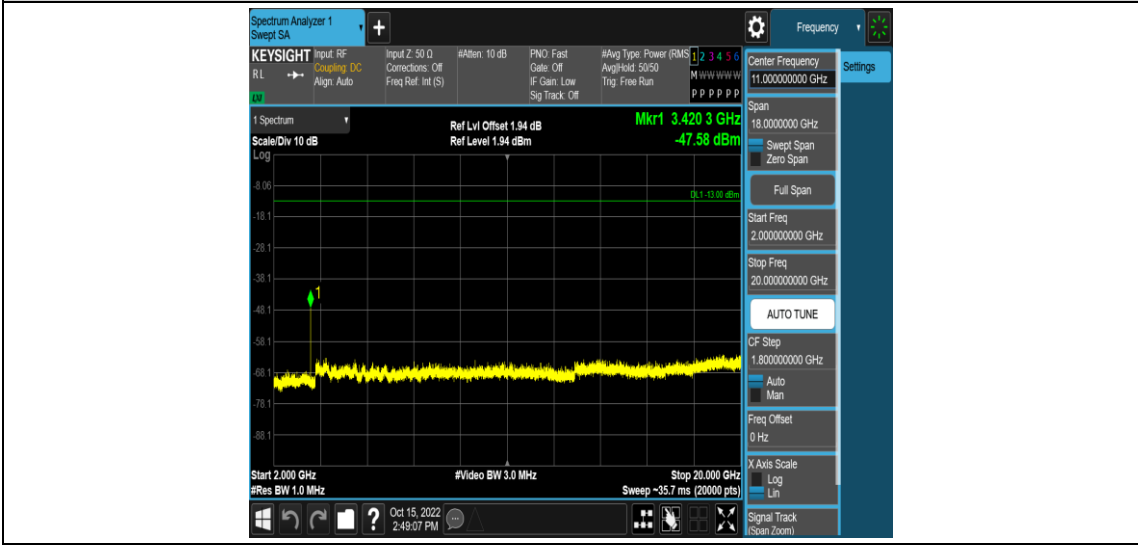 Spectrum Analyzer 1
Swept SA
Frequency
KEYSIGHT
RL
LM
Input: RF
Coupling: DC
Align: Auto
Input Z: 50 Ω
Corrections: Off
Freq Ref: Int (S)
#Atten: 10 dB
PNO: Fast
Gate: Off
IF Gain: Low
Sig Track: Off
#Avg Type: Power (RMS
Avg|Hold: 50/50
Trig: Free Run
1 2 3 4 5 6
M W W W W W
P P P P P P
1 Spectrum
Scale/Div 10 dB
Log
Ref Lvl Offset 1.94 dB
Ref Level 1.94 dBm
Mkr1 3.420 3 GHz
-47.58 dBm
-8.06
DL1 -13.00 dBm
-18.1
-28.1
-38.1
1
-48.1
-58.1
-68.1
-78.1
-88.1
Start 2.000 GHz
#Video BW 3.0 MHz
Stop 20.000 GHz
#Res BW 1.0 MHz
Sweep ~35.7 ms (20000 pts)
Oct 15, 2022
2:49:07 PM
Center Frequency
11.000000000 GHz
Settings
Span
18.0000000 GHz
Swept Span
Zero Span
Full Span
Start Freq
2.000000000 GHz
Stop Freq
20.000000000 GHz
AUTO TUNE
CF Step
1.800000000 GHz
Auto
Man
Freq Offset
0 Hz
X Axis Scale
Log
Lin
Signal Track
(Span Zoom)